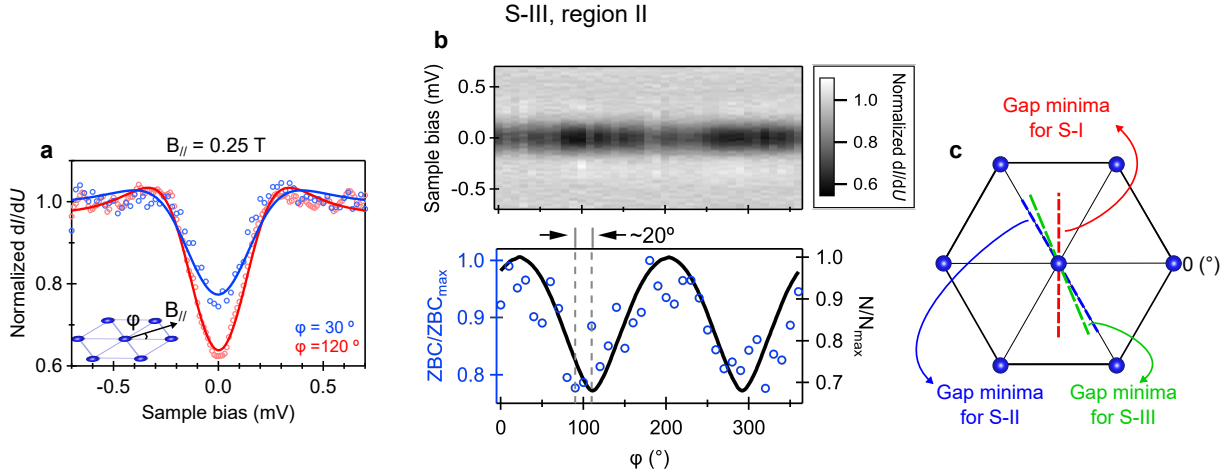 S-III, region II
a
B// = 0.25 T
Normalized dI/dU
1.0
0.8
0.6
-0.5
0.0
0.5
Sample bias (mV)
φ
B//
φ = 30 º
φ =120 º
b
Sample bias (mV)
0.5
0.0
-0.5
Normalized dI/dU
1.0
0.8
0.6
~20º
ZBC/ZBCmax
1.0
0.9
0.8
N/Nmax
1.0
0.9
0.8
0.7
0
100
200
300
φ (°)
c
Gap minima
for S-I
0 (°)
Gap minima
for S-II
Gap minima
for S-III